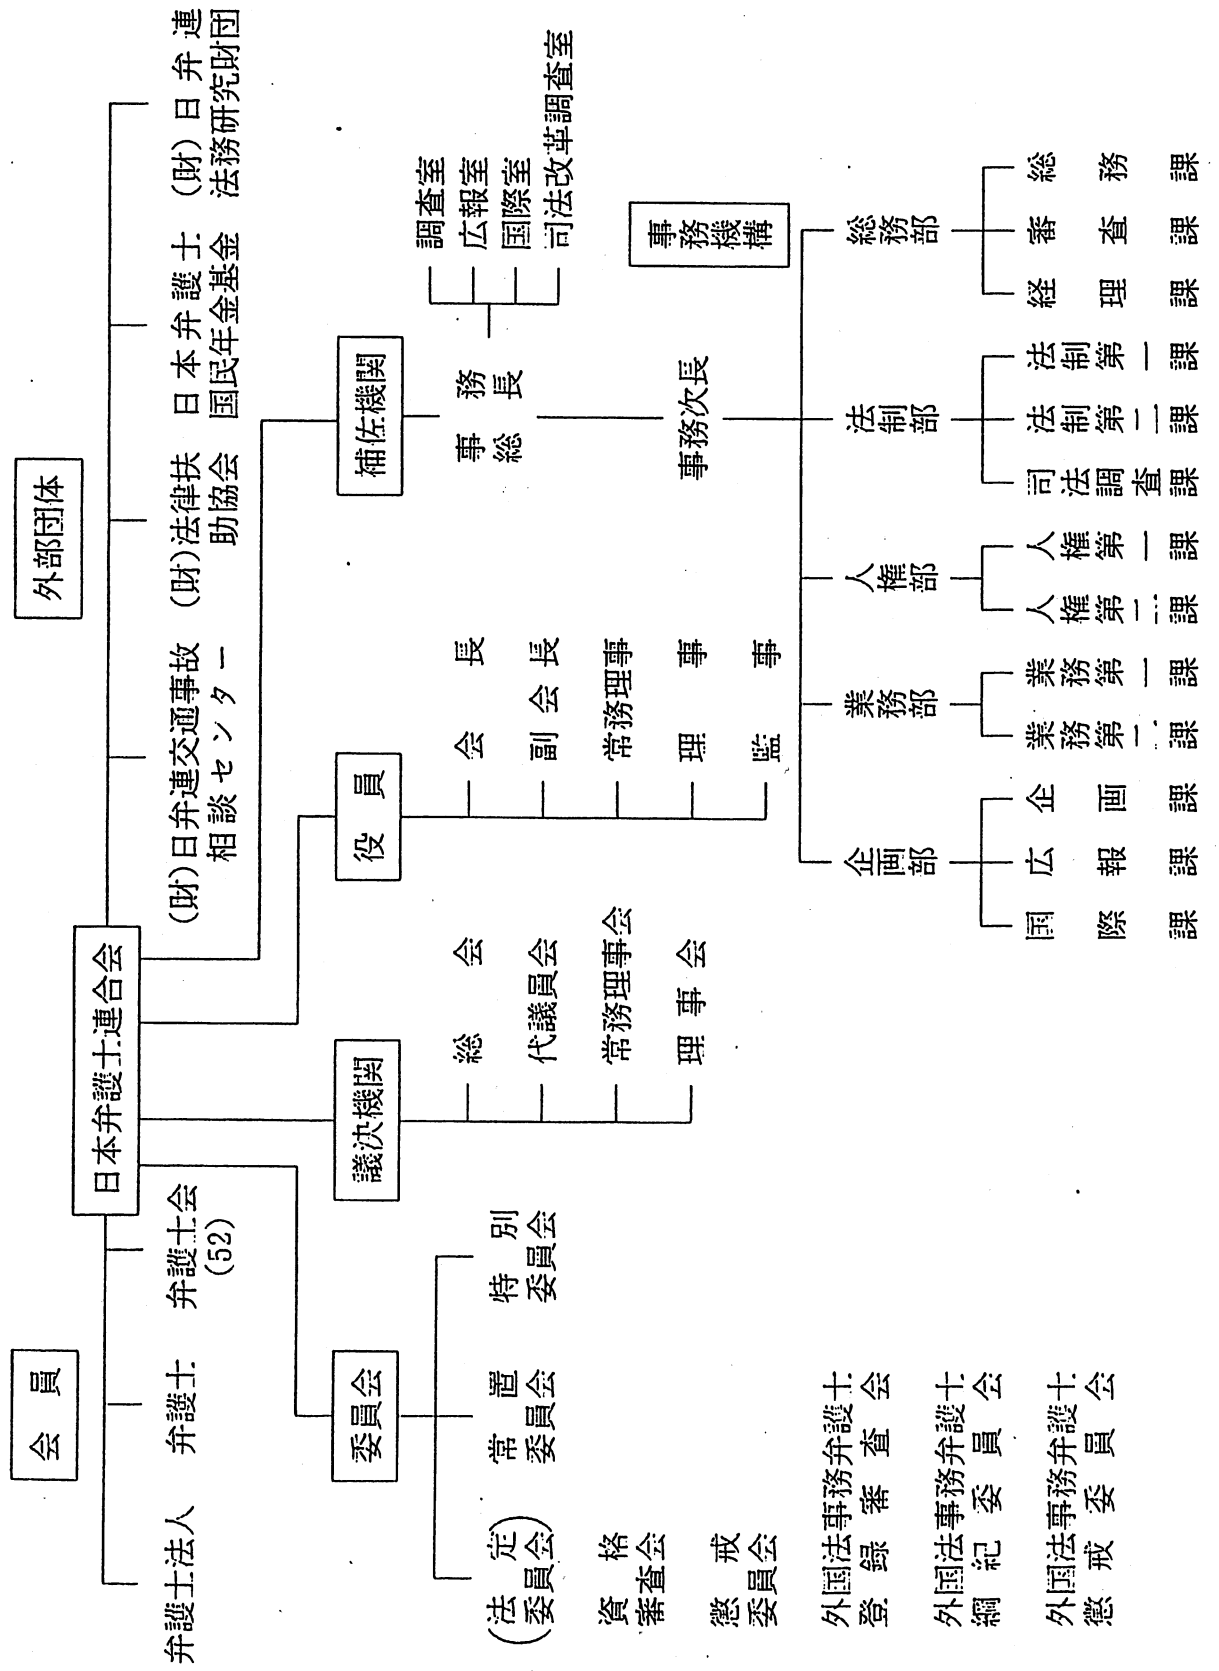 会員
外部団体
日本弁護士連合会
弁護士法人
弁護士
弁護士会
(52)
(財)日弁連交通事故
相談センター
(財)法律扶
助協会
日本弁護士
国民年金基金
(財)日弁連
法務研究財団
委員会
議決機関
役員
補佐機関
(法定
委員会)
資格
審査会
懲戒
委員会
外国法事務弁護士
登録審査会
外国法事務弁護士
綱紀委員会
外国法事務弁護士
懲戒委員会
常置
委員会
特別
委員会
総会
代議員会
常務理事会
理事会
会長
副会長
常務理事
理事
監事
事務
総長
調査室
広報室
国際室
司法改革調査室
事務次長
事務
機構
企画部
業務部
人権部
法制部
総務部
国際課
広報課
企画課
業務第二課
業務第一課
人権第二課
人権第一課
司法調査課
法制第二課
法制第一課
経理課
審査課
総務課